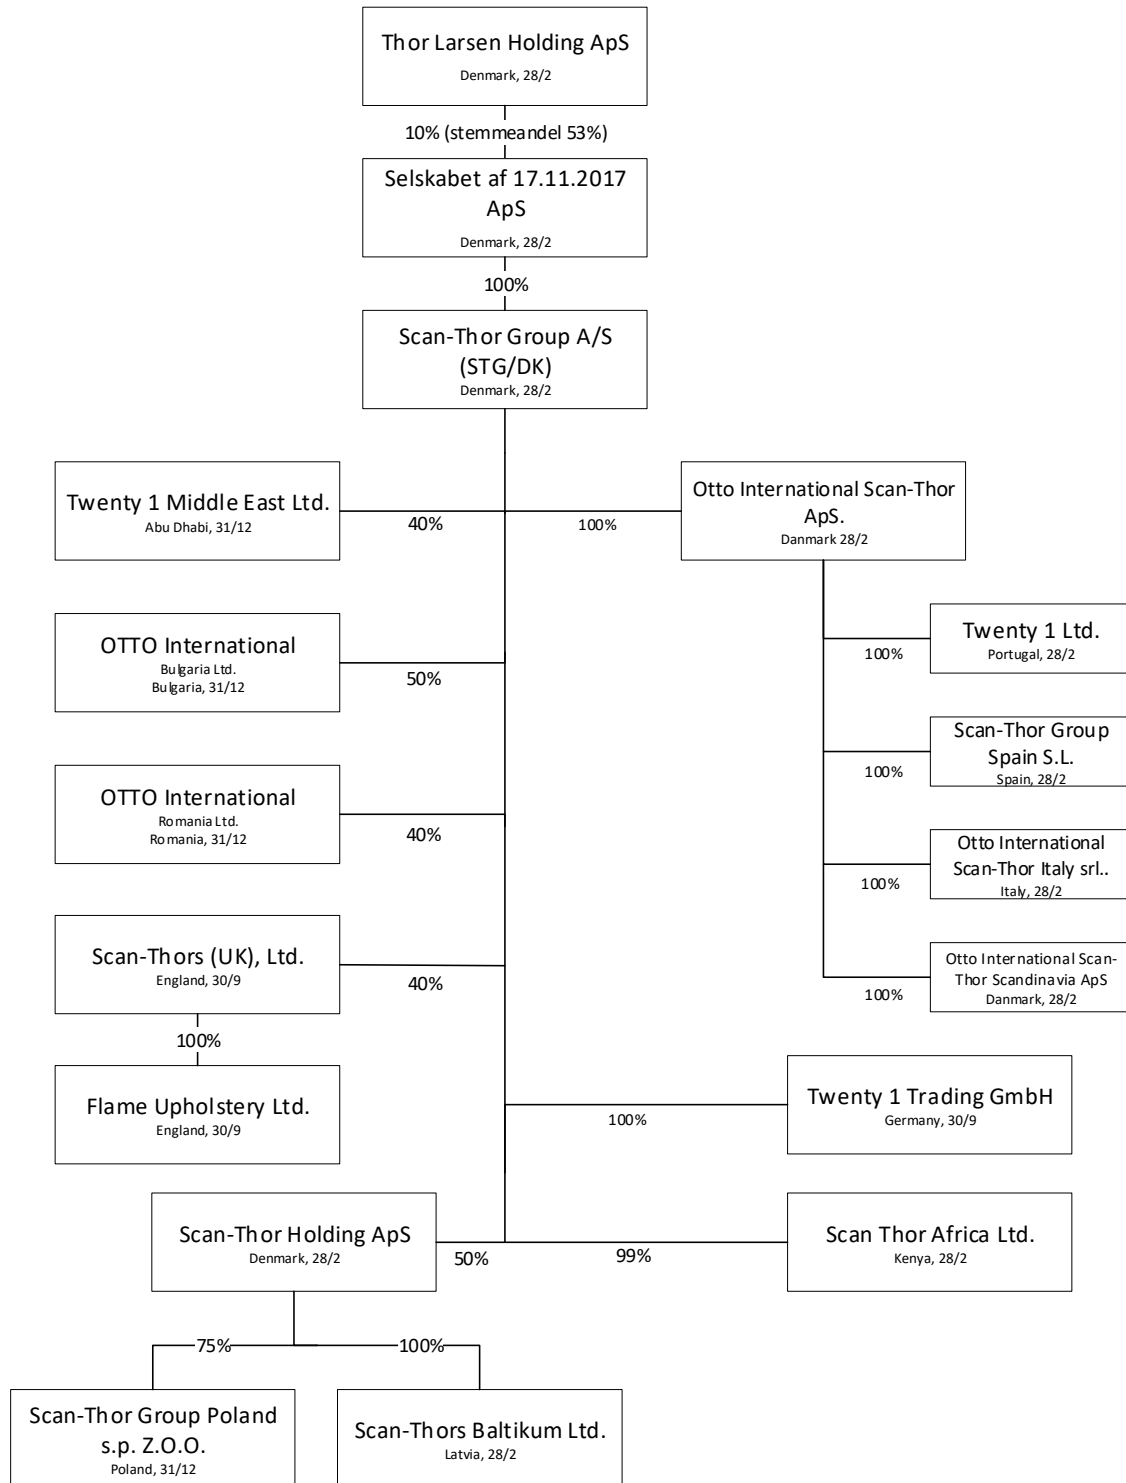 Thor Larsen Holding ApS
Denmark, 28/2
10% (stemmeandel 53%)
Selskabet af 17.11.2017
ApS
Denmark, 28/2
100%
Scan-Thor Group A/S
(STG/DK)
Denmark, 28/2
Twenty 1 Middle East Ltd.
Abu Dhabi, 31/12
40%
100%
Otto International Scan-Thor
ApS.
Danmark 28/2
OTTO International
Bulgaria Ltd.
Bulgaria, 31/12
50%
100%
Twenty 1 Ltd.
Portugal, 28/2
100%
Scan-Thor Group
Spain S.L.
Spain, 28/2
OTTO International
Romania Ltd.
Romania, 31/12
40%
100%
Otto International
Scan-Thor Italy srl..
Italy, 28/2
Scan-Thors (UK), Ltd.
England, 30/9
40%
100%
Otto International Scan-
Thor Scandinavia ApS
Danmark, 28/2
100%
Flame Upholstery Ltd.
England, 30/9
100%
Twenty 1 Trading GmbH
Germany, 30/9
Scan-Thor Holding ApS
Denmark, 28/2
50%
99%
Scan Thor Africa Ltd.
Kenya, 28/2
75%
100%
Scan-Thor Group Poland
s.p. Z.O.O.
Poland, 31/12
Scan-Thors Baltikum Ltd.
Latvia, 28/2